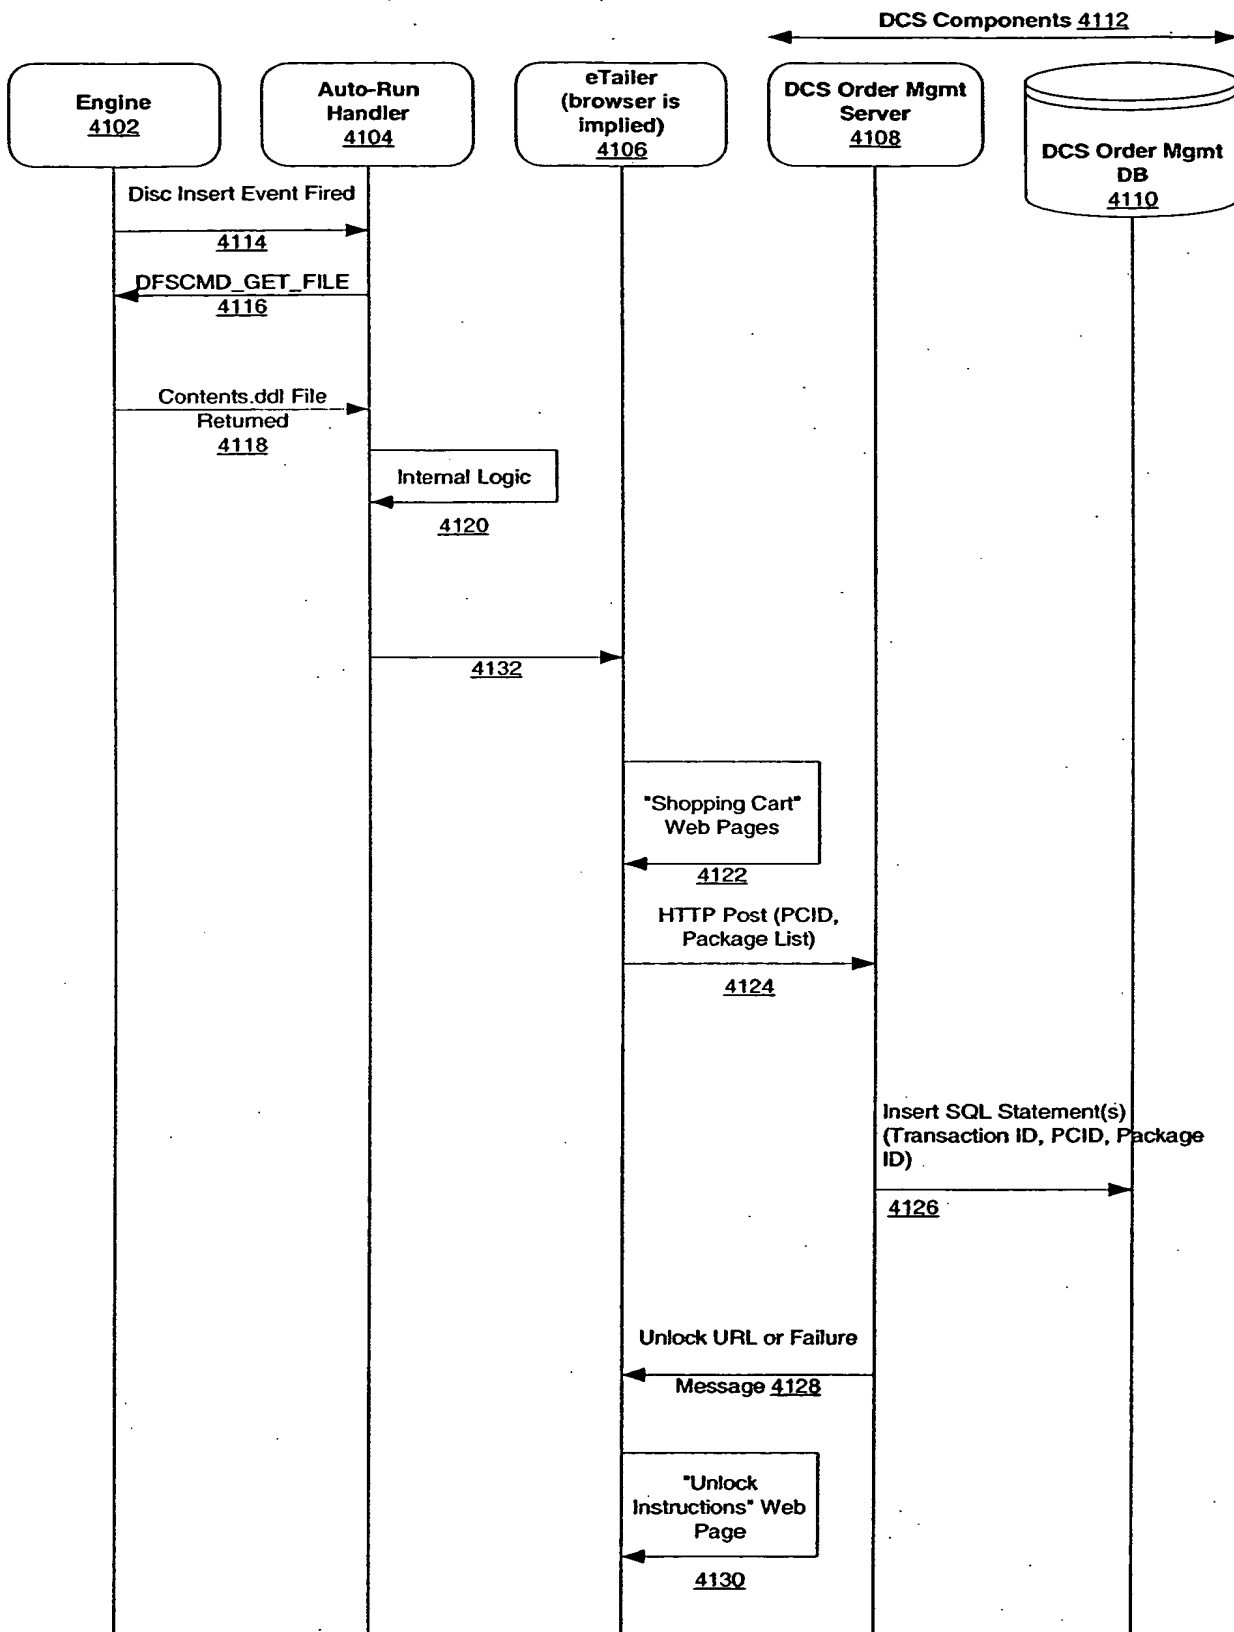 DCS Components 4112
Engine
4102
Auto-Run
Handler
4104
eTailer
(browser is
implied)
4106
DCS Order Mgmt
Server
4108
DCS Order Mgmt
DB
4110
Disc Insert Event Fired
4114
DFSCMD_GET_FILE
4116
Contents.ddl File
Returned
4118
Internal Logic
4120
4132
"Shopping Cart"
Web Pages
4122
HTTP Post (PCID,
Package List)
4124
Insert SQL Statement(s)
(Transaction ID, PCID, Package
ID)
4126
Unlock URL or Failure
Message 4128
"Unlock
Instructions" Web
Page
4130